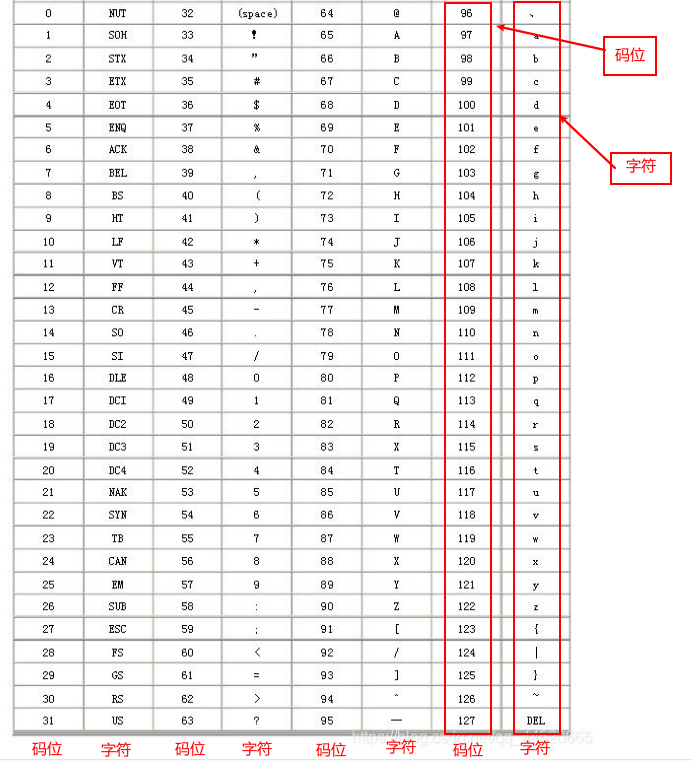 0 NUT 32 (space) 64 @ 96 、
1 SOH 33 ! 65 A 97 a
码位
2 STX 34 ” 66 B 98 b
3 ETX 35 # 67 C 99 c
4 EOT 36 $ 68 D 100 d
5 ENQ 37 % 69 E 101 e
6 ACK 38 & 70 F 102 f
字符
7 BEL 39 , 71 G 103 g
8 BS 40 ( 72 H 104 h
9 HT 41 ) 73 I 105 i
10 LF 42 * 74 J 106 j
11 VT 43 + 75 K 107 k
12 FF 44 , 76 L 108 l
13 CR 45 - 77 M 109 m
14 SO 46 . 78 N 110 n
15 SI 47 / 79 O 111 o
16 DLE 48 0 80 P 112 p
17 DCI 49 1 81 Q 113 q
18 DC2 50 2 82 R 114 r
19 DC3 51 3 83 X 115 s
20 DC4 52 4 84 T 116 t
21 NAK 53 5 85 U 117 u
22 SYN 54 6 86 V 118 v
23 TB 55 7 87 W 119 w
24 CAN 56 8 88 X 120 x
25 EM 57 9 89 Y 121 y
26 SUB 58 : 90 Z 122 z
27 ESC 59 ; 91 [ 123 {
28 FS 60 < 92 / 124 |
29 GS 61 = 93 ] 125 }
30 RS 62 > 94 ^ 126 ~
31 US 63 ? 95 — 127 DEL
码位 字符 码位 字符 码位 字符 码位 字符